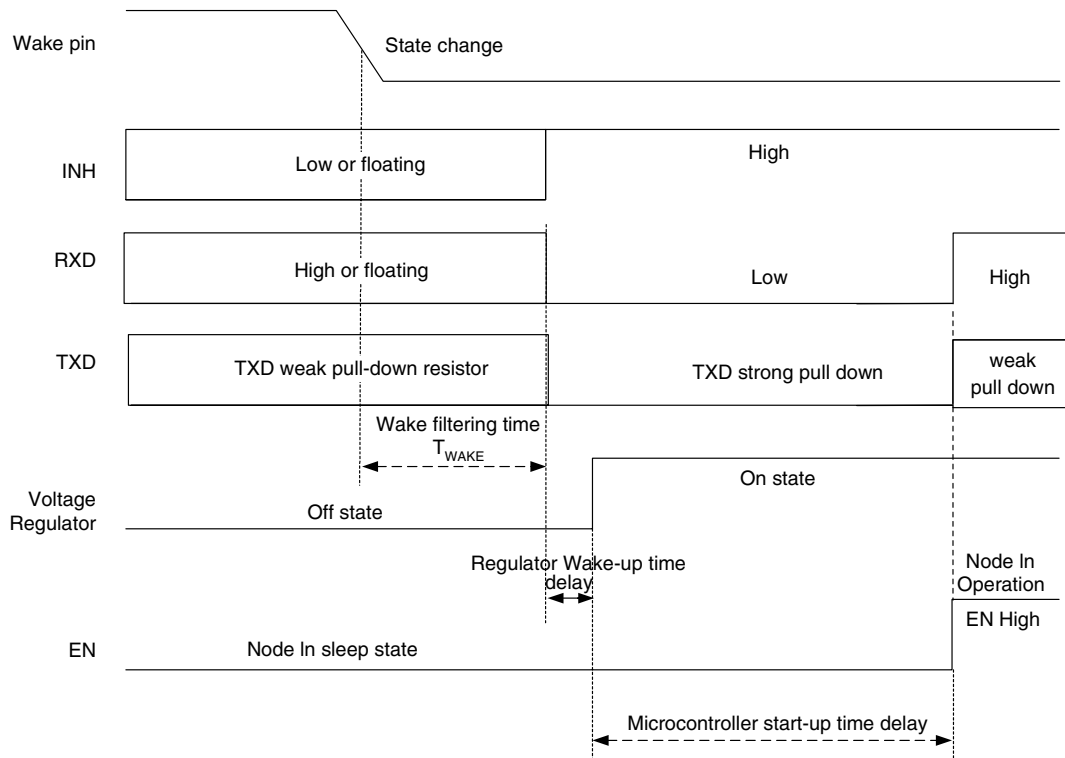 Wake pin
State change
INH
Low or floating
High
RXD
High or floating
Low
High
TXD
TXD weak pull-down resistor
TXD strong pull down
weak
pull down
Wake filtering time
TWAKE
Voltage
Regulator
Off state
On state
Regulator Wake-up time
delay
Node In
Operation
EN
Node In sleep state
EN High
Microcontroller start-up time delay